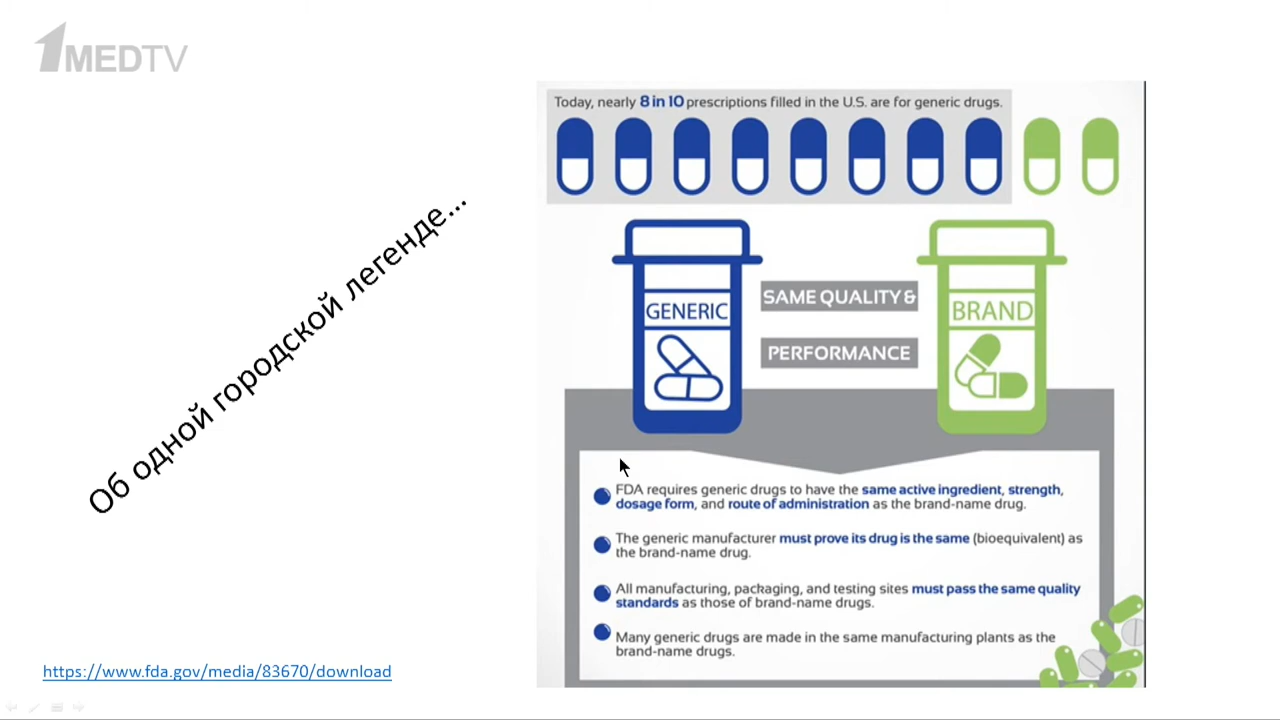 1MEDTV
Об одной городской легенде...
Today, nearly 8 in 10 prescriptions filled in the U.S. are for generic drugs.
GENERIC
SAME QUALITY &
PERFORMANCE
BRAND
FDA requires generic drugs to have the same active ingredient, strength,
dosage form, and route of administration as the brand-name drug.
The generic manufacturer must prove its drug is the same (bioequivalent) as
the brand-name drug.
All manufacturing, packaging, and testing sites must pass the same quality
standards as those of brand-name drugs.
Many generic drugs are made in the same manufacturing plants as the
brand-name drugs.
https://www.fda.gov/media/83670/download